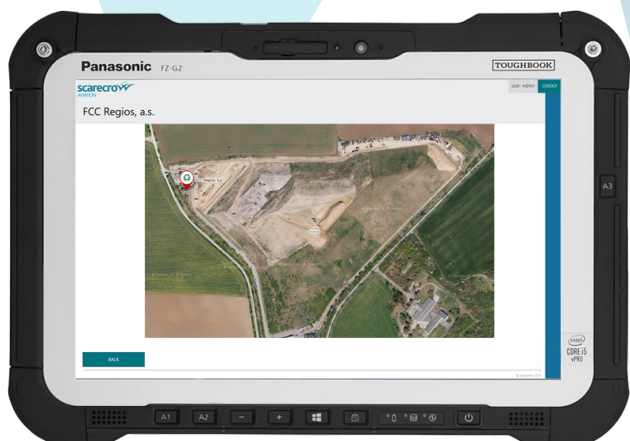 Panasonic FZ-G2
TOUGHBOOK
scarecrow
AVIATION
User: Admin
LOGOUT
FCC Regios, a.s.
FCC Regios, a.s.
BACK
A3
intel
CORE i5
vPRO
A1
A2
-
+